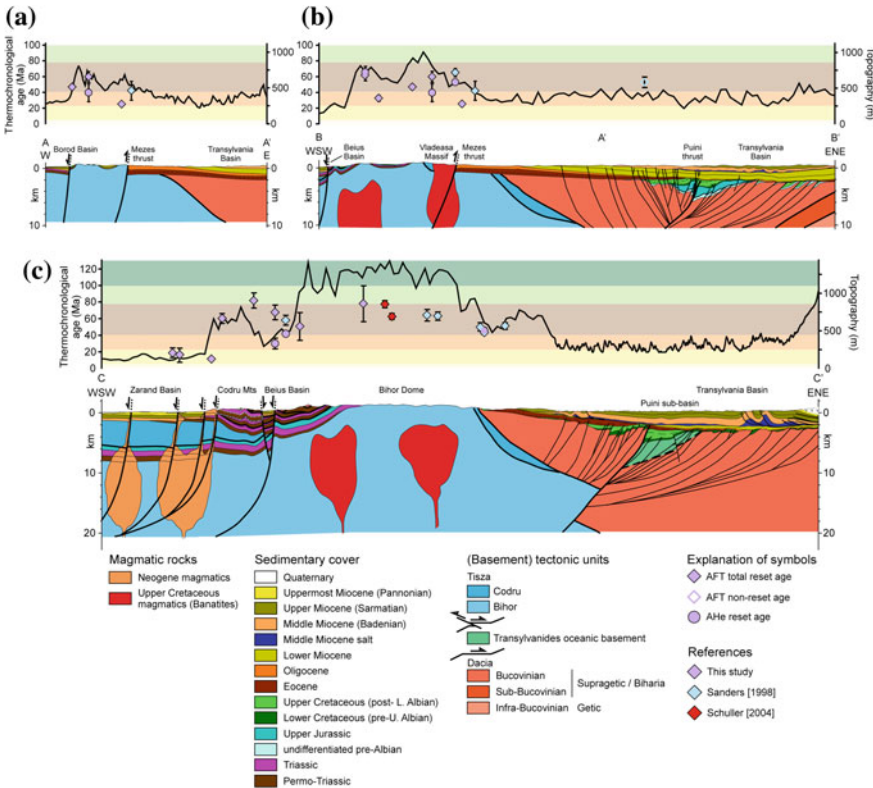 (a)
(b)
Thermochronological age (Ma)
100
80
60
40
20
0
1000
500
0
Topography (m)
100
80
60
40
20
0
1000
500
0
Topography (m)
A
W
Borod Basin
Mezes thrust
Transylvania Basin
A'
E
0
km
10
0
km
10
B
WSW
Beius Basin
Vladeasa Massif
Mezes thrust
A'
Puini thrust
Transylvania Basin
B'
ENE
0
km
10
0
km
10
(c)
Thermochronological age (Ma)
120
100
80
60
40
20
0
1000
500
0
Topography (m)
C
WSW
Zarand Basin
Codru Mts
Beius Basin
Bihor Dome
Puini sub-basin
Transylvania Basin
C'
ENE
0
km
10
20
0
km
10
20
Magmatic rocks
Neogene magmatics
Upper Cretaceous magmatics (Banatites)
Sedimentary cover
Quaternary
Uppermost Miocene (Pannonian)
Upper Miocene (Sarmatian)
Middle Miocene (Badenian)
Middle Miocene salt
Lower Miocene
Oligocene
Eocene
Upper Cretaceous (post- L. Albian)
Lower Cretaceous (pre-U. Albian)
Upper Jurassic
undifferentiated pre-Albian
Triassic
Permo-Triassic
(Basement) tectonic units
Tisza
Codru
Bihor
Transylvanides oceanic basement
Dacia
Bucovinian
Sub-Bucovinian
Supragetic / Biharia
Infra-Bucovinian
Getic
Explanation of symbols
AFT total reset age
AFT non-reset age
AHe reset age
References
This study
Sanders [1998]
Schuller [2004]